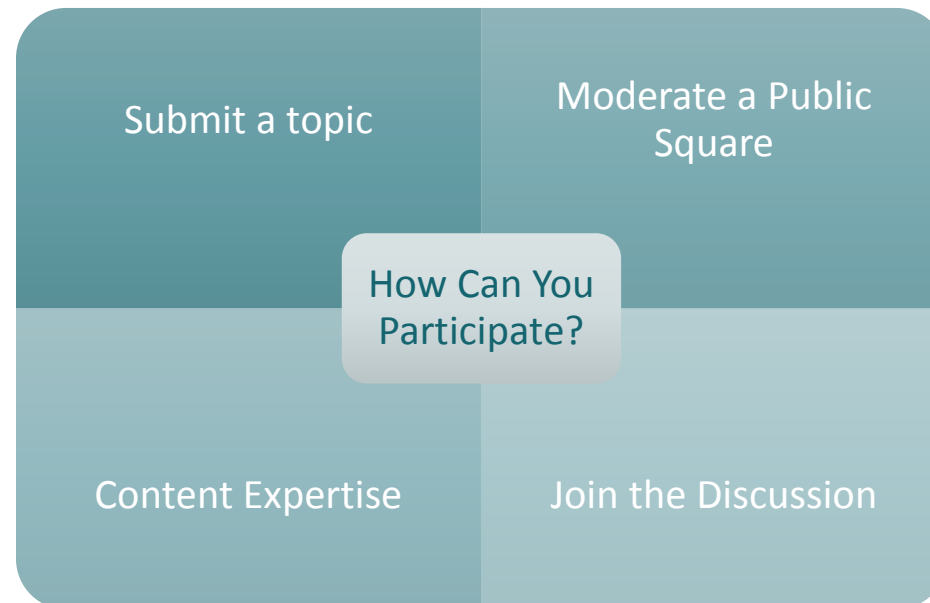 Submit a topic
Moderate a Public
Square
How Can You
Participate?
Content Expertise
Join the Discussion